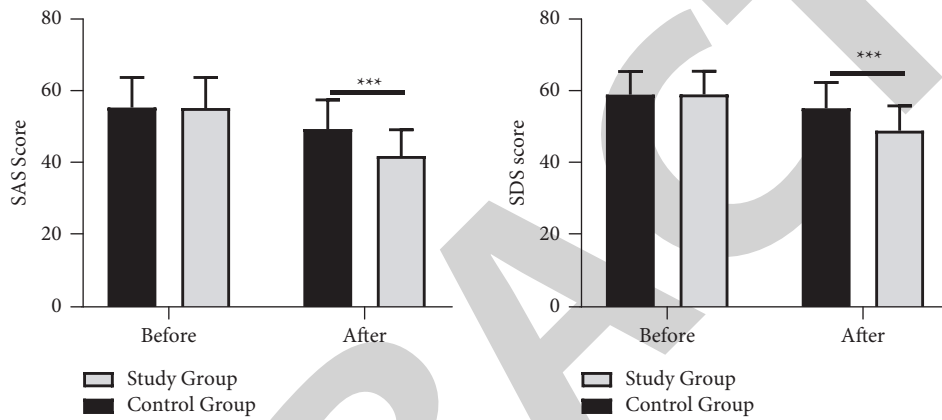 80
60
40
20
0
SAS Score
***
Before
After
Study Group
Control Group
80
60
40
20
0
SDS score
***
Before
After
Study Group
Control Group